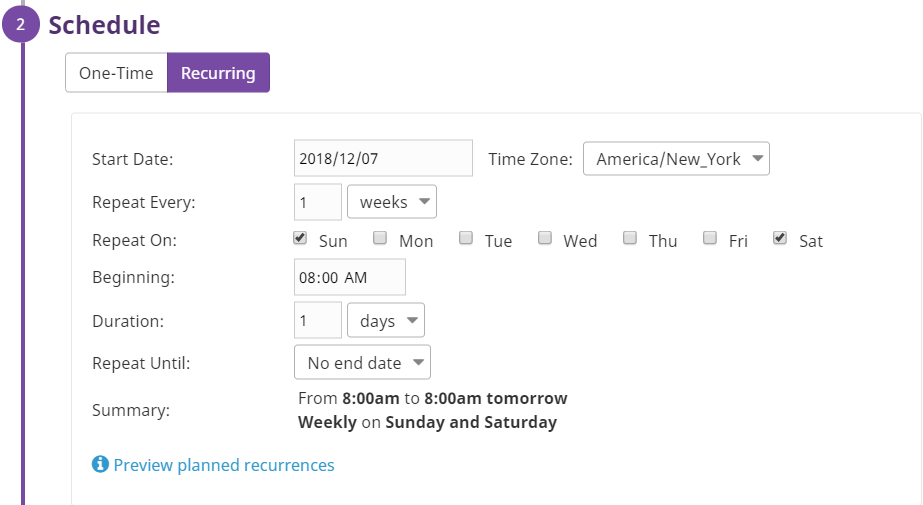 2 Schedule
One-Time Recurring
Start Date: 2018/12/07 Time Zone: America/New_York
Repeat Every: 1 weeks
Repeat On: Sun Mon Tue Wed Thu Fri Sat
Beginning: 08:00 AM
Duration: 1 days
Repeat Until: No end date
Summary: From 8:00am to 8:00am tomorrow
Weekly on Sunday and Saturday
Preview planned recurrences